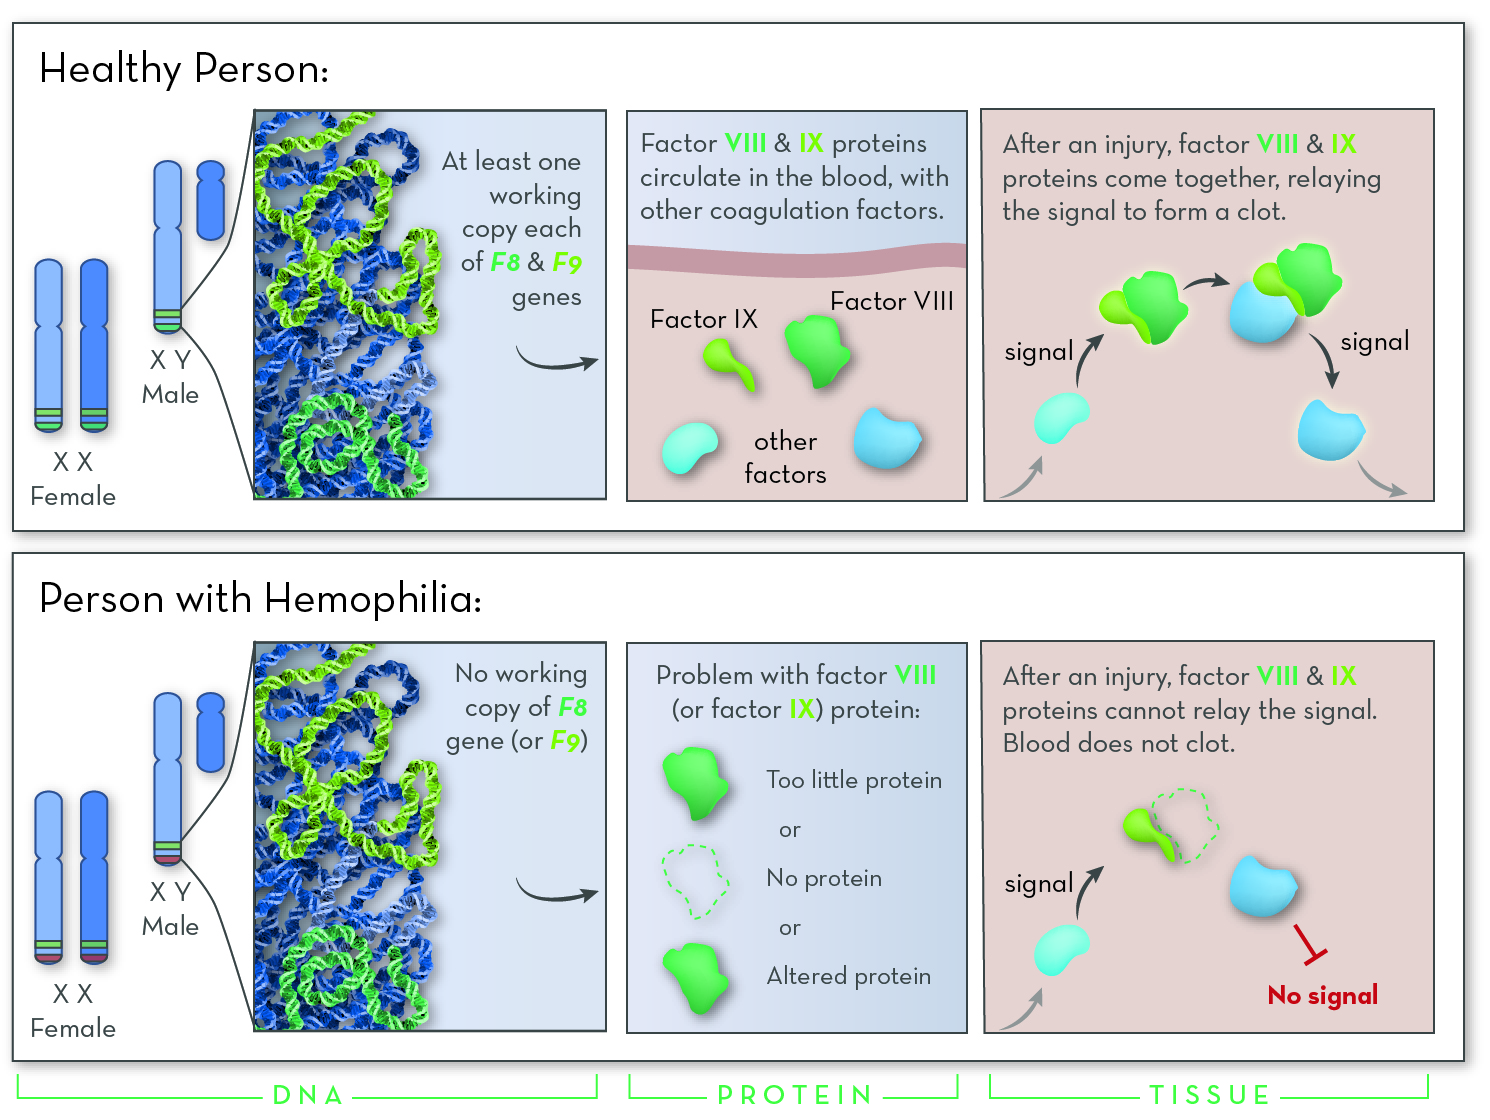 Healthy Person:
X X
Female
X Y
Male
At least one
working
copy each
of F8 & F9
genes
Factor VIII & IX proteins
circulate in the blood, with
other coagulation factors.
Factor IX
Factor VIII
other
factors
After an injury, factor VIII & IX
proteins come together, relaying
the signal to form a clot.
signal
signal
Person with Hemophilia:
X X
Female
X Y
Male
No working
copy of F8
gene (or F9)
Problem with factor VIII
(or factor IX) protein:
Too little protein
or
No protein
or
Altered protein
After an injury, factor VIII & IX
proteins cannot relay the signal.
Blood does not clot.
signal
No signal
DNA
PROTEIN
TISSUE